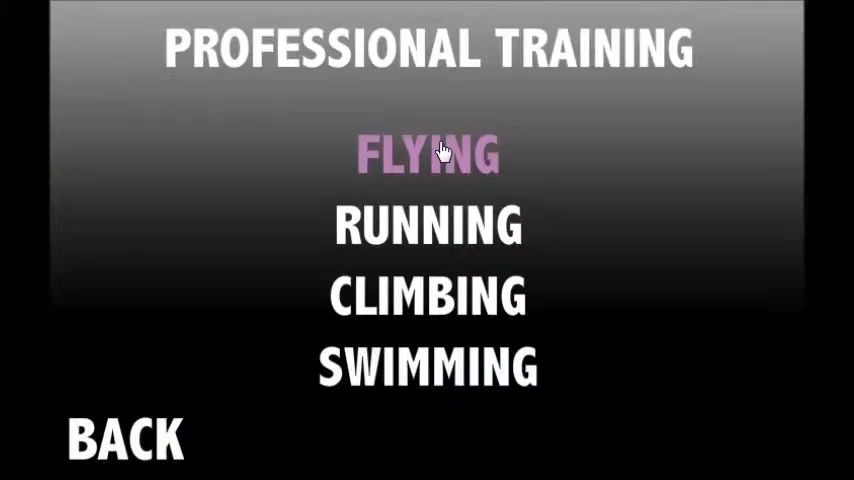 PROFESSIONAL TRAINING
FLYING
RUNNING
CLIMBING
SWIMMING
BACK